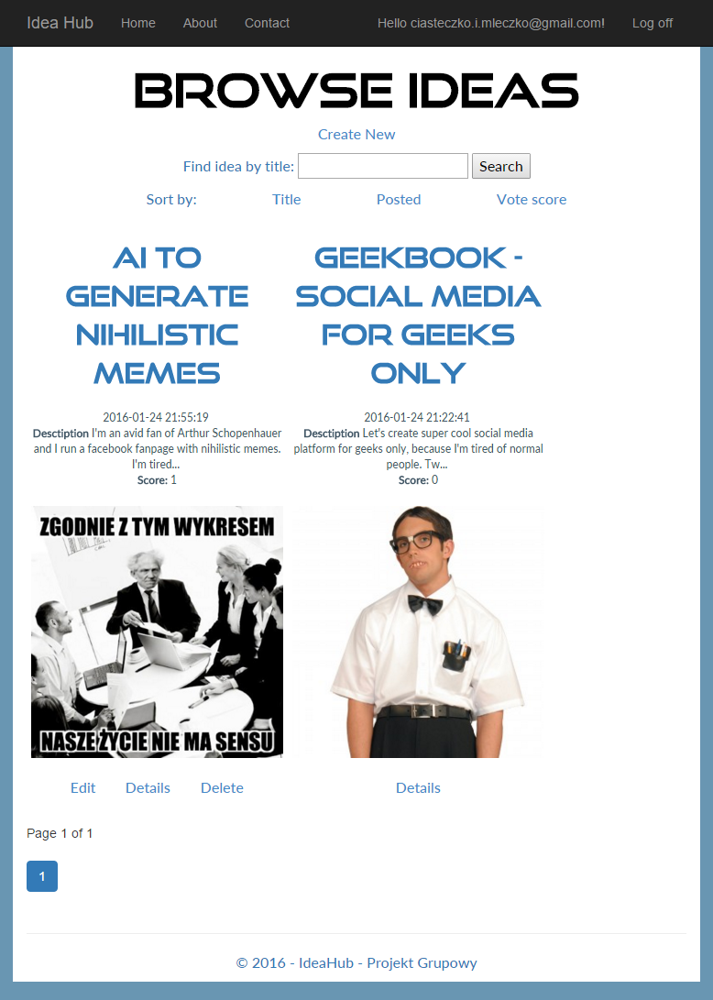 Idea Hub Home About Contact Hello ciasteczko.i.mleczko@gmail.com! Log off
BROWSE IDEAS
Create New
Find idea by title: Search
Sort by: Title Posted Vote score
AI TO
GENERATE
NIHILISTIC
MEMES
2016-01-24 21:55:19
Desctiption I'm an avid fan of Arthur Schopenhauer
and I run a facebook fanpage with nihilistic memes.
I'm tired...
Score: 1
ZGODNIE Z TYM WYKRESEM
NASZE ŻYCIE NIE MA SENSU
Edit Details Delete
GEEKBOOK -
SOCIAL MEDIA
FOR GEEKS
ONLY
2016-01-24 21:22:41
Desctiption Let's create super cool social media
platform for geeks only, because I'm tired of normal
people. Tw...
Score: 0
Details
Page 1 of 1
1
© 2016 - IdeaHub - Projekt Grupowy